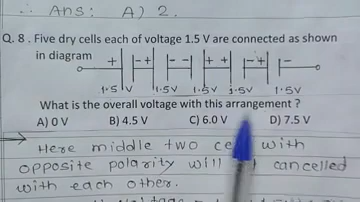 ∴ Ans: A) 2.
Q. 8. Five dry cells each of voltage 1.5 V are connected as shown
in diagram
+ - + - - + + - + -
1.5 V 1.5V 1.5V 1.5V 1.5V
What is the overall voltage with this arrangement ?
A) 0 V B) 4.5 V C) 6.0 V D) 7.5 V
→ Here middle two with
opposite polarity will cancelled
with each other.